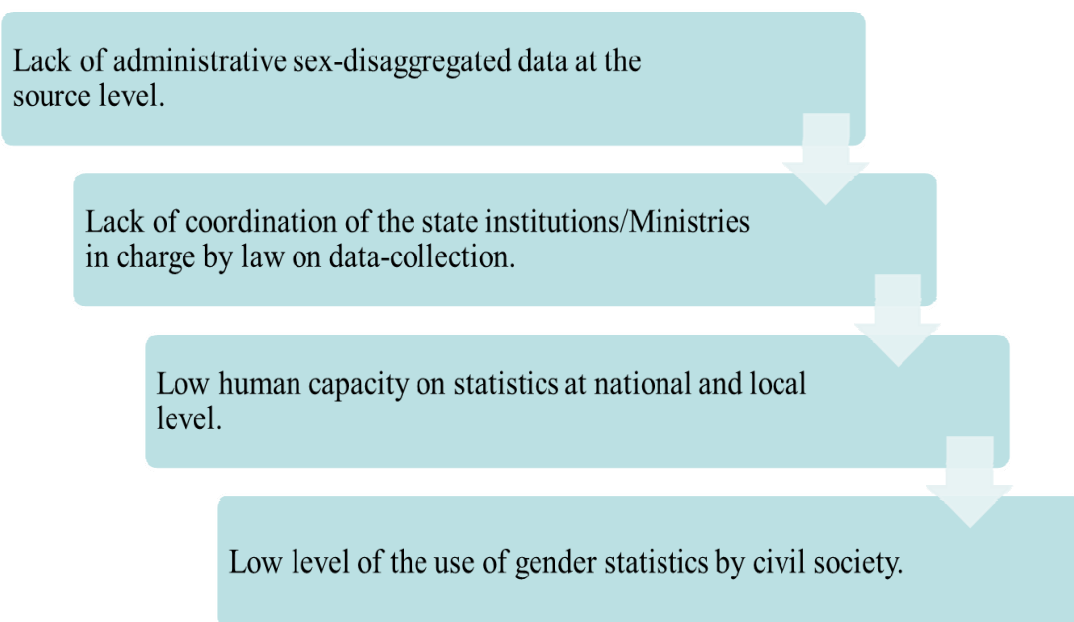 Lack of administrative sex-disaggregated data at the
source level.
Lack of coordination of the state institutions/Ministries
in charge by law on data-collection.
Low human capacity on statistics at national and local
level.
Low level of the use of gender statistics by civil society.